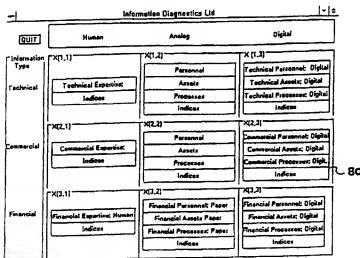 Information Diagnostics Ltd
QUIT
Human Analog Digital
Information Type
Technical
X(1,1)
Technical Expertise:
Indices
X(1,2)
Personnel
Assets
Processes
Indices
X(1,3)
Technical Personnel: Digital
Technical Assets: Digital
Technical Processes: Digital
Indices
Commercial
X(2,1)
Commercial Expertise:
Indices
X(2,2)
Personnel
Assets
Processes
Indices
X(2,3)
Commercial Personnel: Digital
Commercial Assets: Digital
Commercial Processes: Digit.
Indices
80
Financial
X(3,1)
Financial Expertise: Human
Indices
X(3,2)
Financial Personnel: Paper
Financial Assets Paper
Financial Processes: Paper
Indices
X(3,3)
Financial Personnel: Digital
Financial Assets: Digital
Financial Processes: Digital
Indices